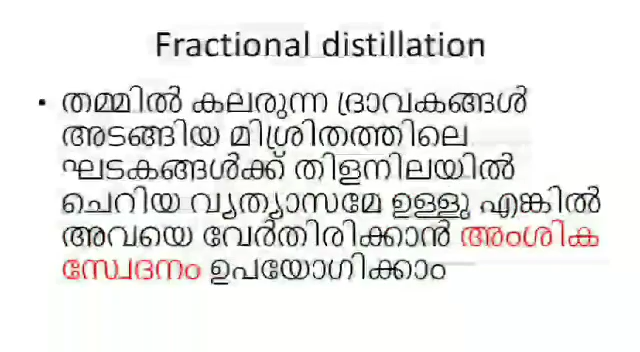 Fractional distillation
• തമ്മിൽ കലരുന്ന ദ്രാവകങ്ങൾ
അടങ്ങിയ മിശ്രിതത്തിലെ
ഘടകങ്ങൾക്ക് തിളനിലയിൽ
ചെറിയ വ്യത്യാസമേ ഉള്ളു എങ്കിൽ
അവയെ വേർതിരിക്കാൻ അംശിക
സ്വേദനം ഉപയോഗിക്കാം